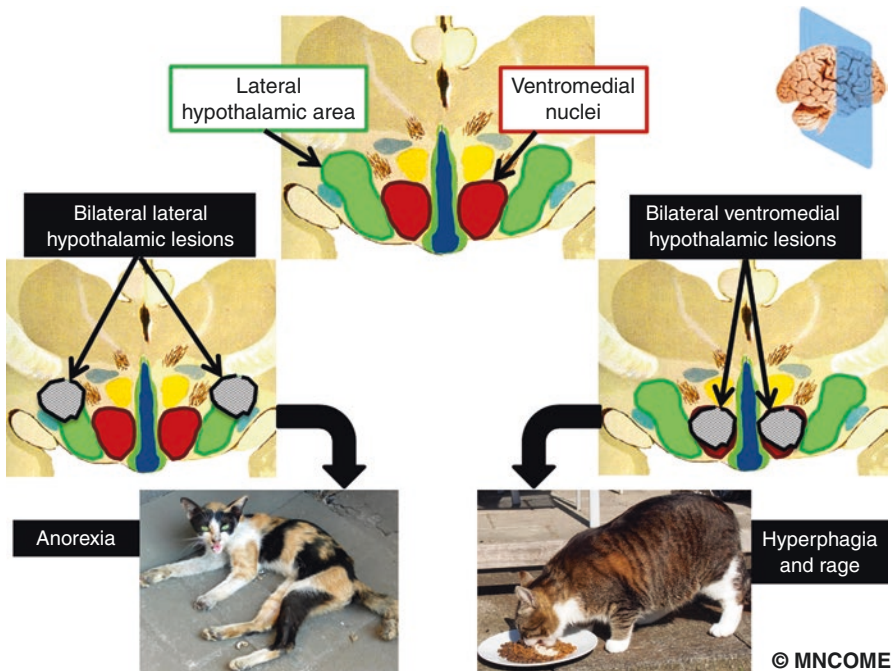 Lateral
hypothalamic area
Ventromedial
nuclei
Bilateral lateral
hypothalamic lesions
Bilateral ventromedial
hypothalamic lesions
Anorexia
Hyperphagia
and rage
© MNCOME